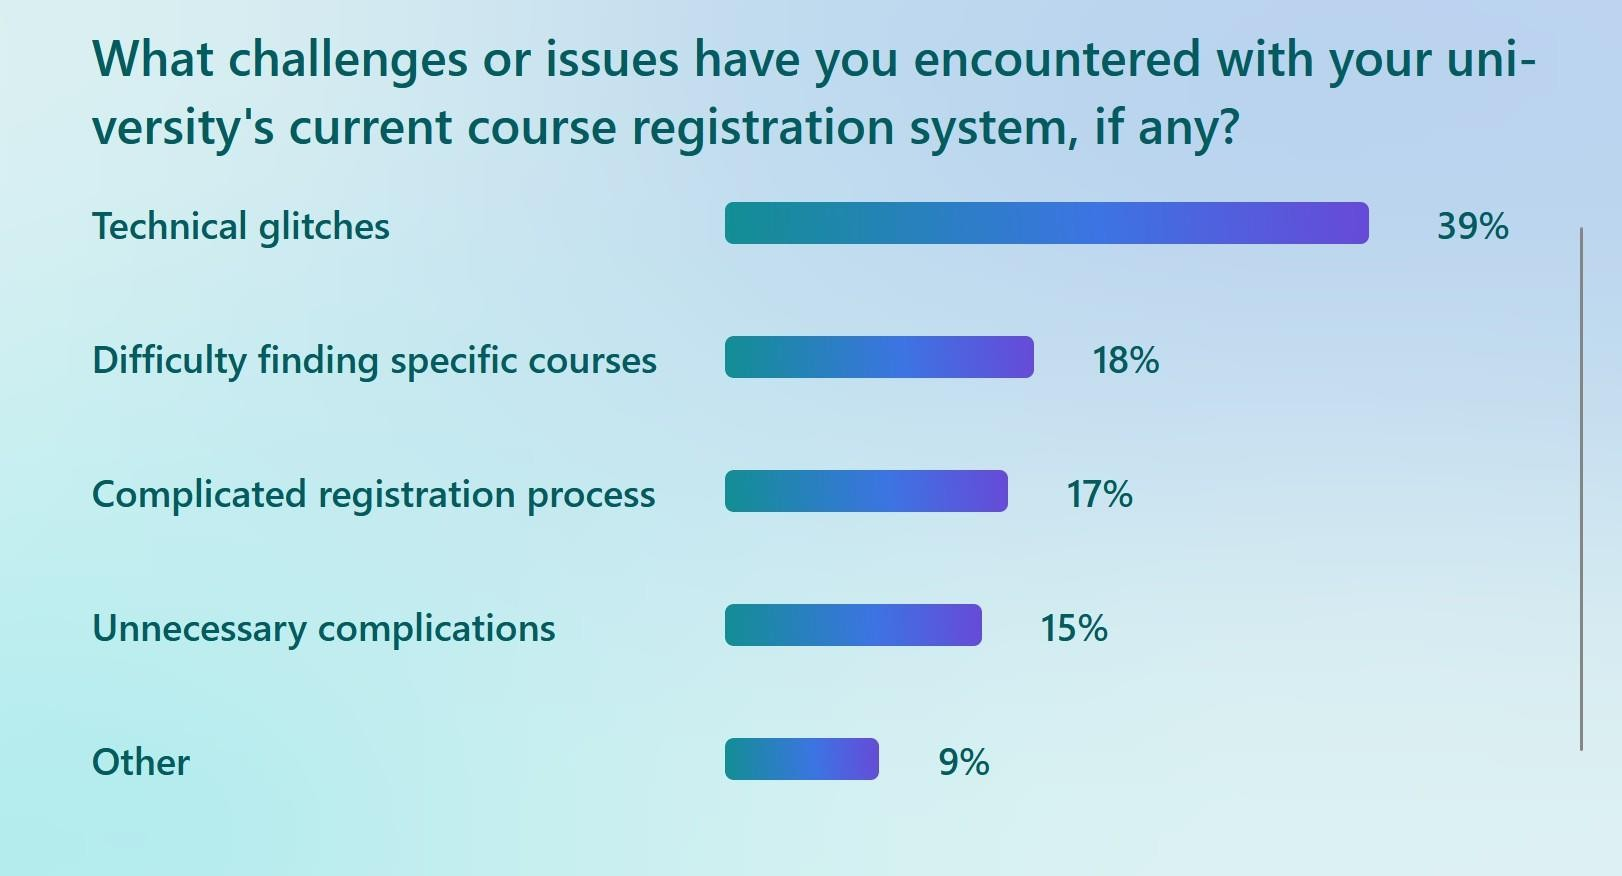 What challenges or issues have you encountered with your uni-
versity's current course registration system, if any?
Technical glitches 39%
Difficulty finding specific courses 18%
Complicated registration process 17%
Unnecessary complications 15%
Other 9%